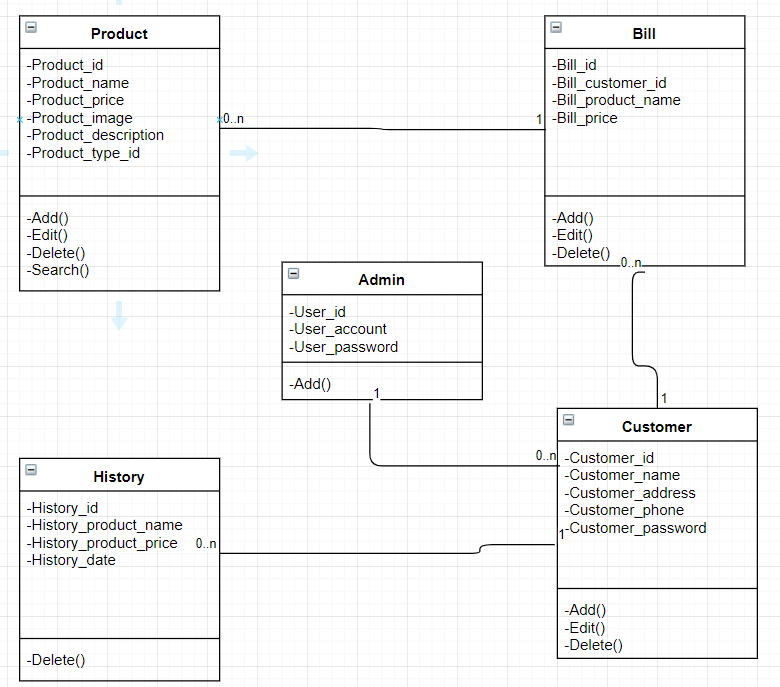 Product
-Product_id
-Product_name
-Product_price
-Product_image
-Product_description
-Product_type_id
-Add()
-Edit()
-Delete()
-Search()
0..n
1
Bill
-Bill_id
-Bill_customer_id
-Bill_product_name
-Bill_price
-Add()
-Edit()
-Delete()
0..n
1
Admin
-User_id
-User_account
-User_password
-Add()
1
0..n
Customer
-Customer_id
-Customer_name
-Customer_address
-Customer_phone
-Customer_password
-Add()
-Edit()
-Delete()
1
History
-History_id
-History_product_name
-History_product_price
-History_date
-Delete()
0..n